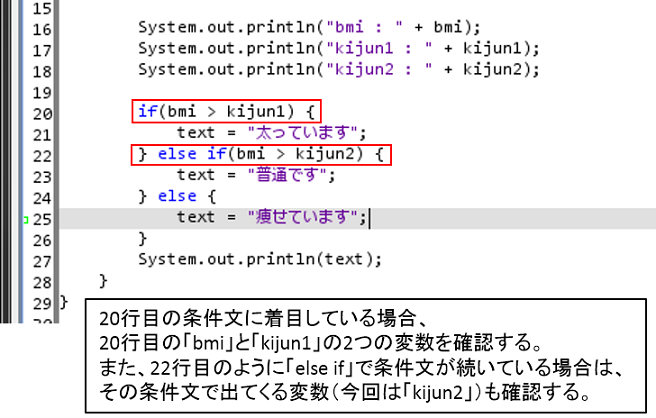 15
16 System.out.println("bmi : " + bmi);
17 System.out.println("kijun1 : " + kijun1);
18 System.out.println("kijun2 : " + kijun2);
19
20 if(bmi > kijun1) {
21 text = "太っています";
22 } else if(bmi > kijun2) {
23 text = "普通です";
24 } else {
25 text = "痩せています";
26 }
27 System.out.println(text);
28 }
29 }
20行目の条件文に着目している場合、
20行目の「bmi」と「kijun1」の2つの変数を確認する。
また、22行目のように「else if」で条件文が続いている場合は、
その条件文で出てくる変数(今回は「kijun2」)も確認する。